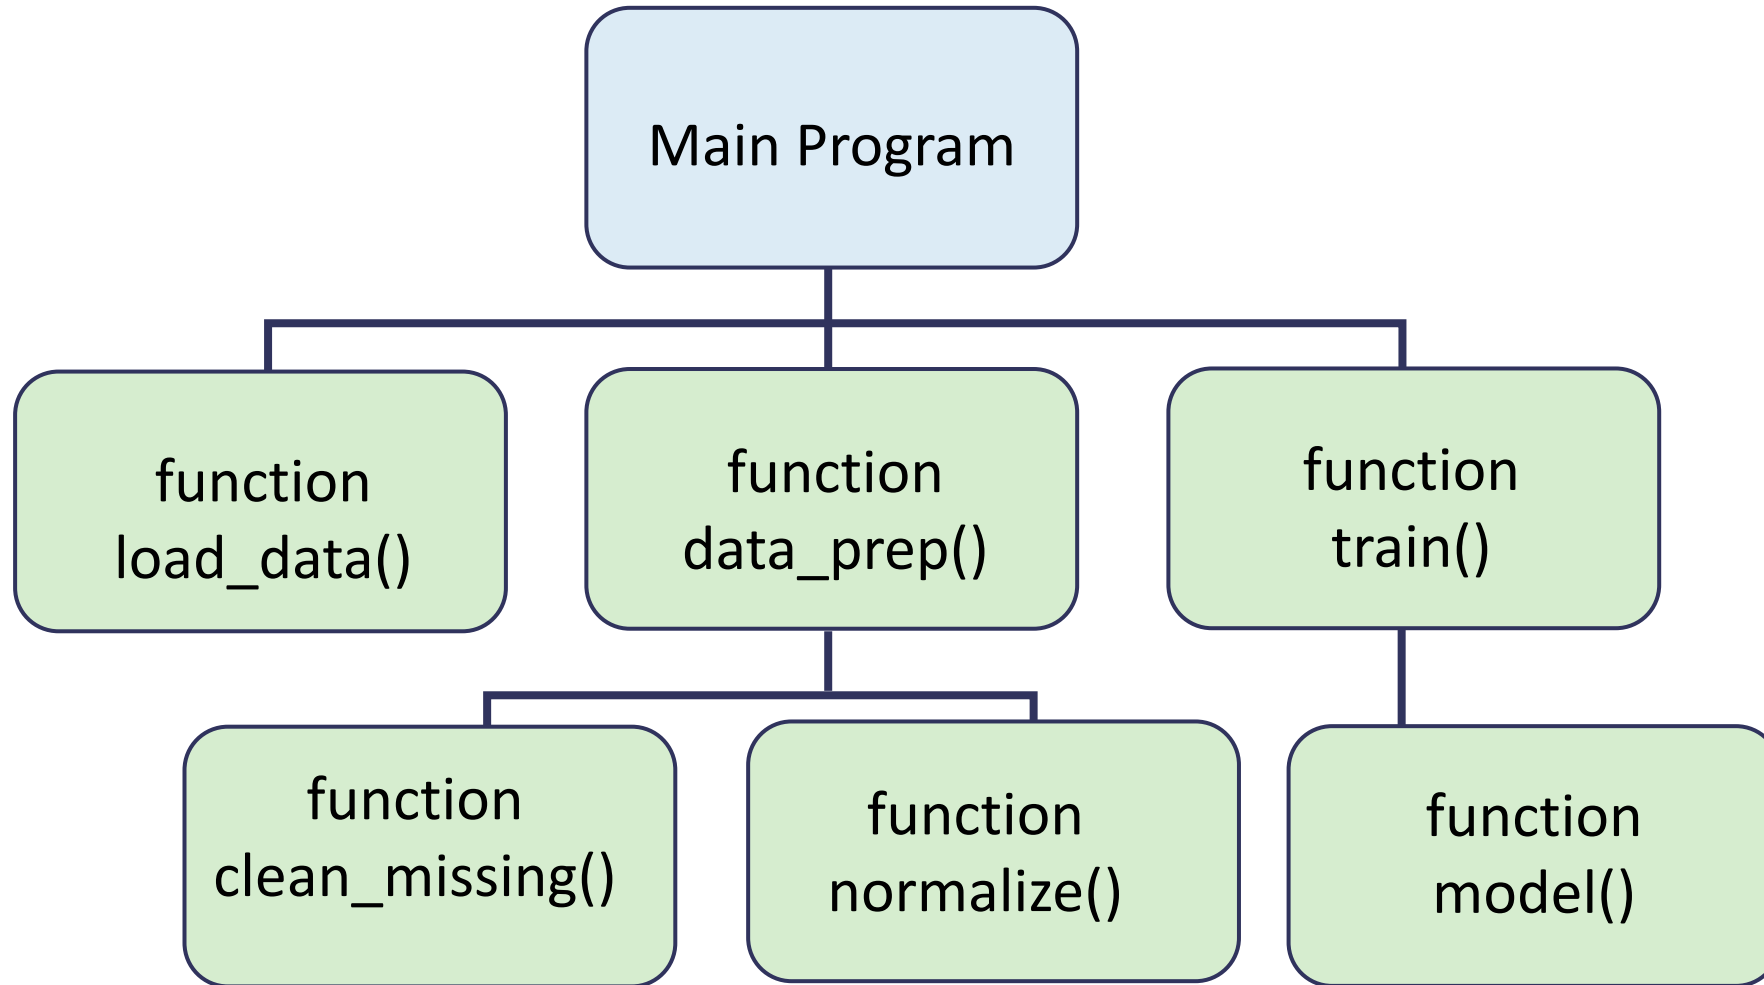 Main Program
function
load_data()
function
data_prep()
function
train()
function
clean_missing()
function
normalize()
function
model()